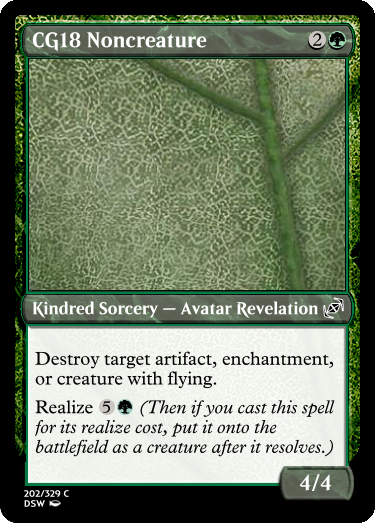 CG18 Noncreature 2
Kindred Sorcery — Avatar Revelation
Destroy target artifact, enchantment,
or creature with flying.
Realize 5 (Then if you cast this spell
for its realize cost, put it onto the
battlefield as a creature after it resolves.)
4/4
202/329 C
DSW